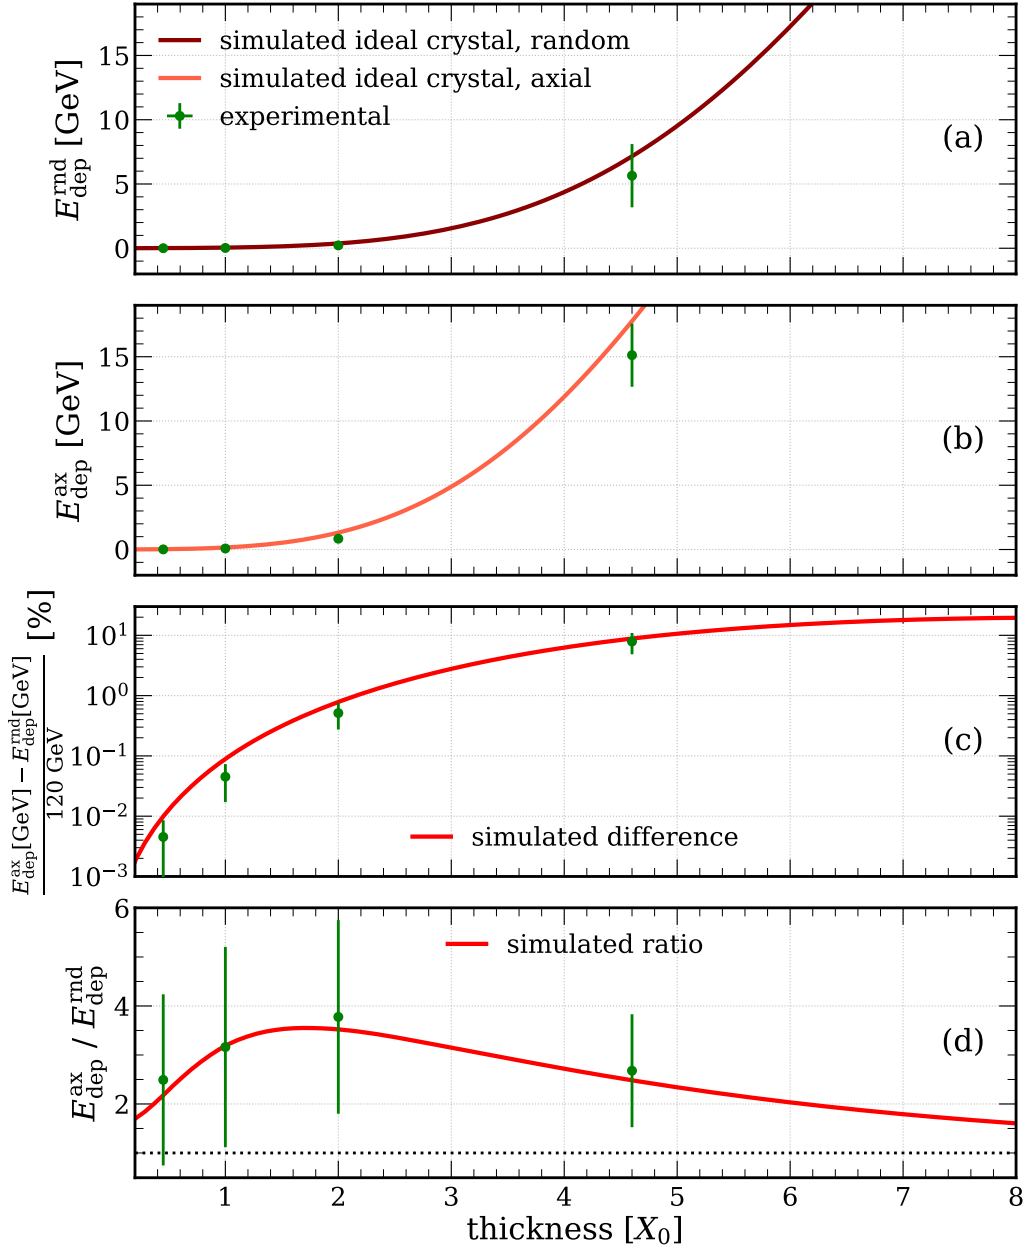 simulated ideal crystal, random
simulated ideal crystal, axial
experimental
(a)
E_dep^rnd [GeV]
15
10
5
0
(b)
E_dep^ax [GeV]
15
10
5
0
(c)
E_dep^ax[GeV] − E_dep^rnd[GeV]
120 GeV
[%]
10^1
10^0
10^−1
10^−2
10^−3
simulated difference
(d)
E_dep^ax / E_dep^rnd
6
4
2
simulated ratio
1 2 3 4 5 6 7 8
thickness [X_0]